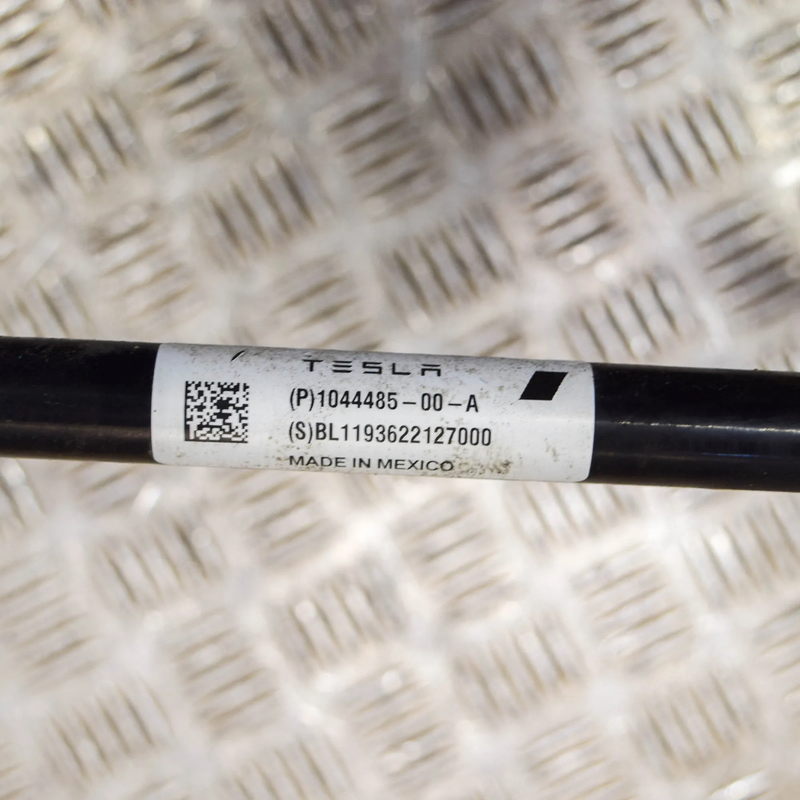 TESLA
(P)1044485-00-A
(S)BL1193622127000
MADE IN MEXICO